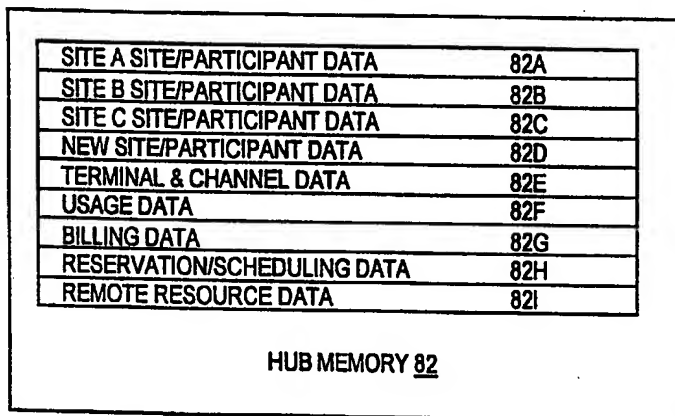 SITE A SITE/PARTICIPANT DATA 82A
SITE B SITE/PARTICIPANT DATA 82B
SITE C SITE/PARTICIPANT DATA 82C
NEW SITE/PARTICIPANT DATA 82D
TERMINAL & CHANNEL DATA 82E
USAGE DATA 82F
BILLING DATA 82G
RESERVATION/SCHEDULING DATA 82H
REMOTE RESOURCE DATA 82I
HUB MEMORY 82